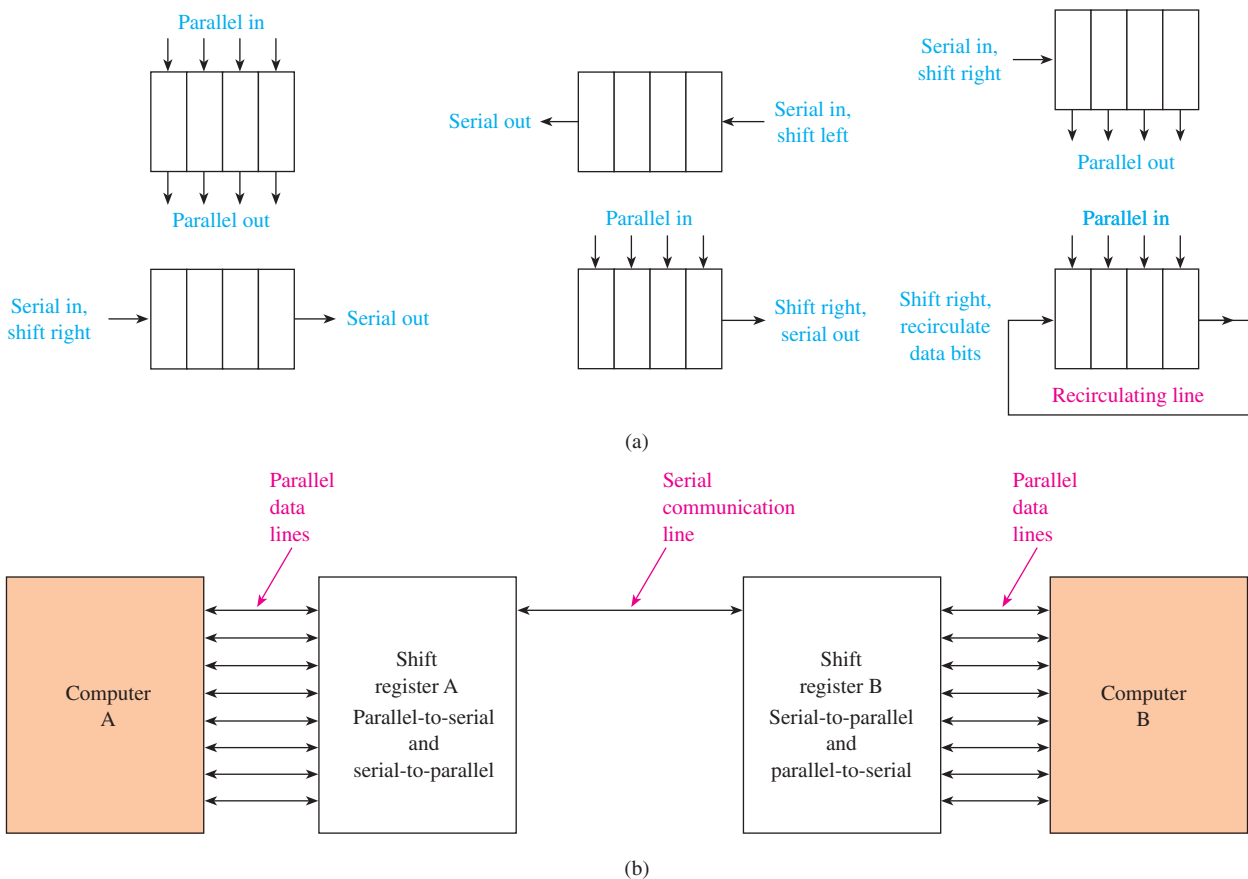 Parallel in
Parallel out
Serial out
Serial in,
shift left
Serial in,
shift right
Parallel out
Serial in,
shift right
Serial out
Parallel in
Shift right,
serial out
Parallel in
Shift right,
recirculate
data bits
Recirculating line
(a)
Parallel
data
lines
Serial
communication
line
Parallel
data
lines
Computer
A
Shift
register A
Parallel-to-serial
and
serial-to-parallel
Shift
register B
Serial-to-parallel
and
parallel-to-serial
Computer
B
(b)